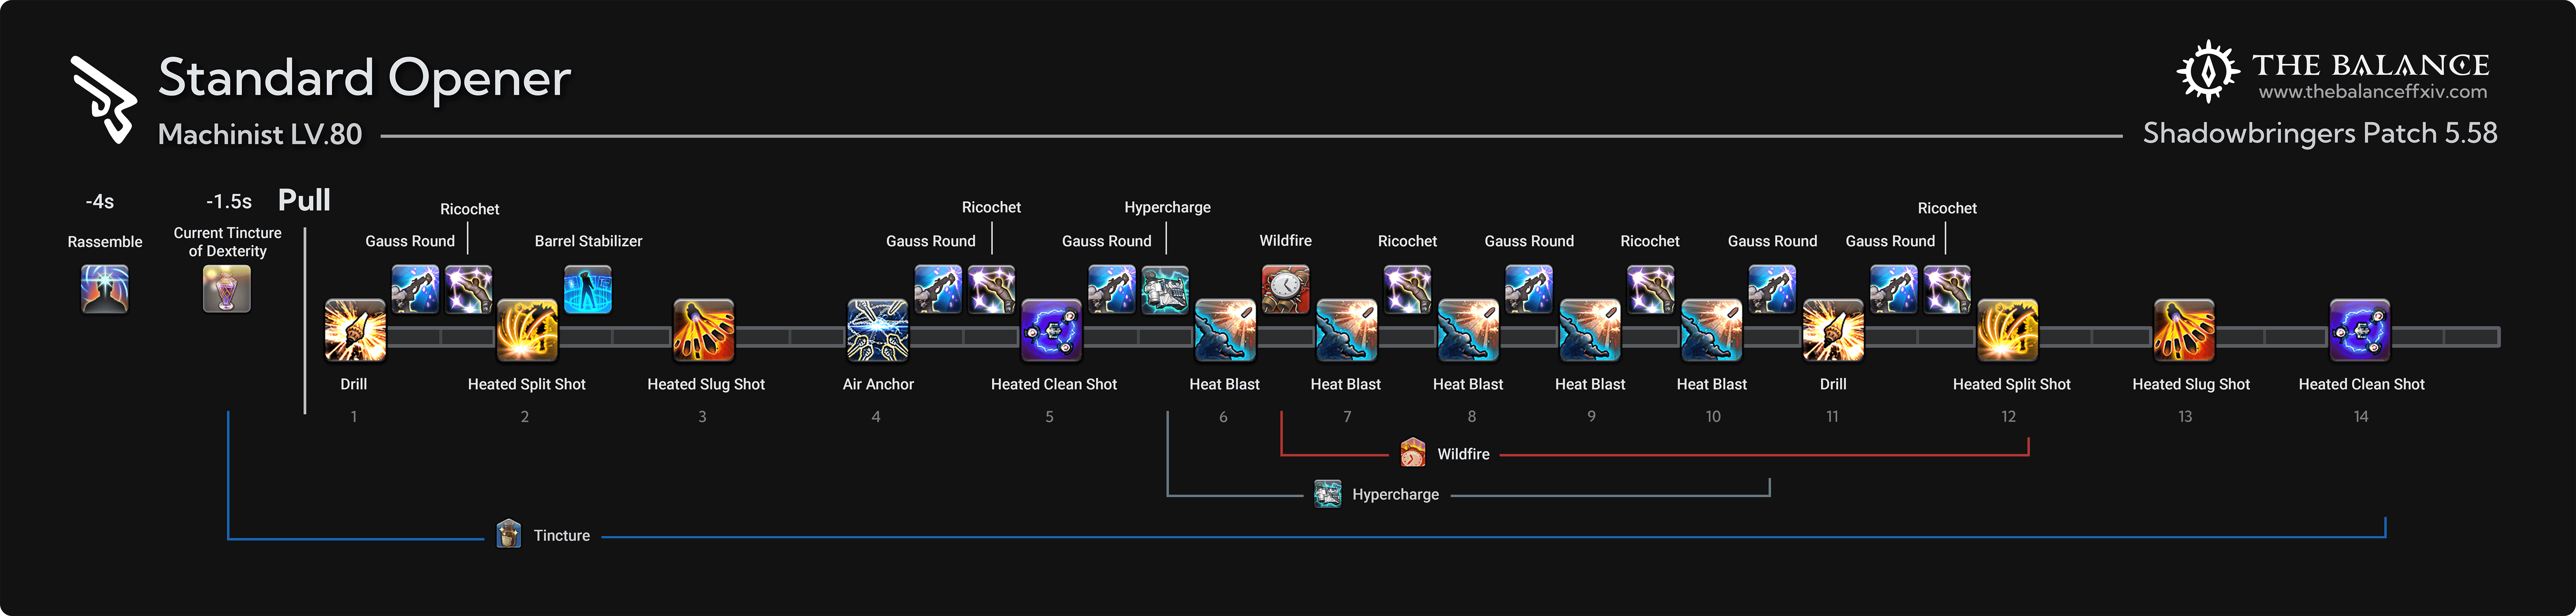 Standard Opener
THE BALANCE
www.thebalanceffxiv.com
Machinist LV.80
Shadowbringers Patch 5.58
-4s
-1.5s
Pull
Rassemble
Current Tincture
of Dexterity
Gauss Round
Ricochet
Barrel Stabilizer
Gauss Round
Ricochet
Gauss Round
Hypercharge
Wildfire
Ricochet
Gauss Round
Ricochet
Gauss Round
Gauss Round
Ricochet
Drill
Heated Split Shot
Heated Slug Shot
Air Anchor
Heated Clean Shot
Heat Blast
Heat Blast
Heat Blast
Heat Blast
Heat Blast
Drill
Heated Split Shot
Heated Slug Shot
Heated Clean Shot
1
2
3
4
5
6
7
8
9
10
11
12
13
14
Wildfire
Hypercharge
Tincture